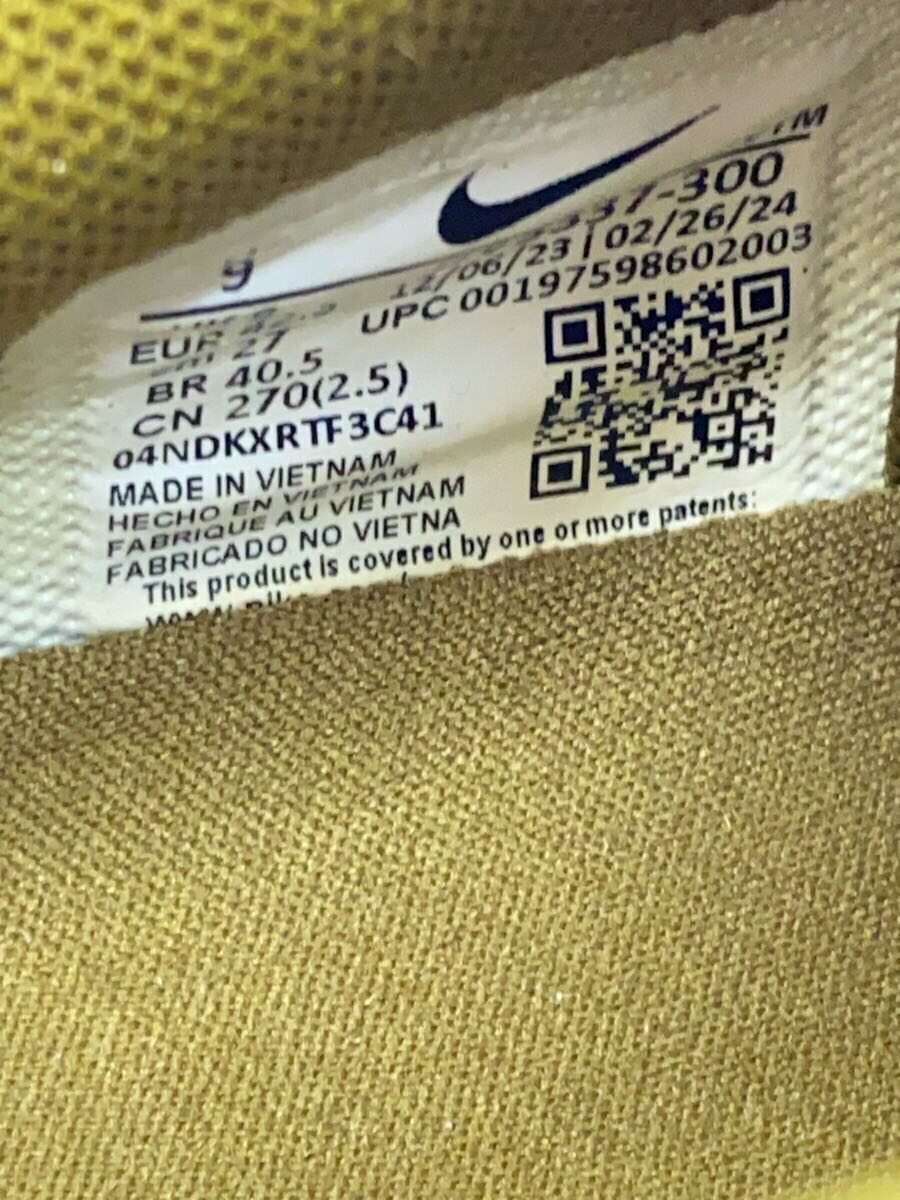 9
337-300
12/06/23 | 02/26/24
UPC 00197598602003
EUR
27
BR 40.5
CN 270(2.5)
04NDKXRTF3C41
MADE IN VIETNAM
HECHO EN VIETNAM
FABRIQUE AU VIETNAM
FABRICADO NO VIETNA
This product is covered by one or more patents: